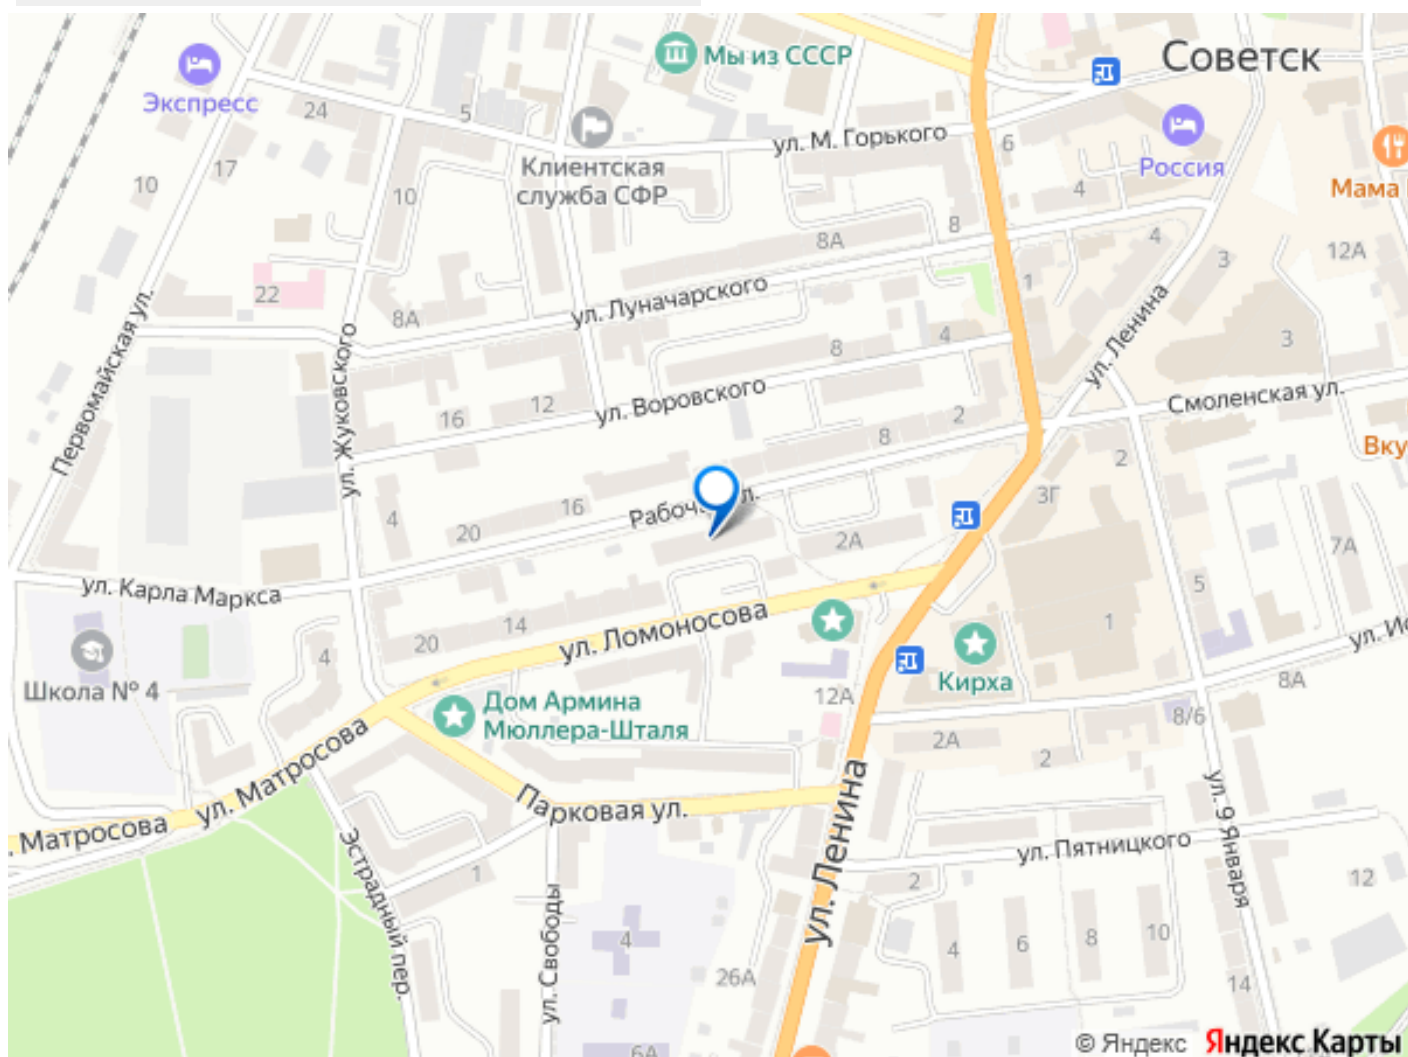 Мы из СССР
Советск
Экспресс
24
5
ул. М. Горького
6
Россия
Клиентская
служба СФР
17
10
10
4
Мама
8
8А
4
12А
3
22
ул. Луначарского
1
8А
4
ул. Ленина
3
8
Первомайская ул.
ул. Жуковского
16
12
ул. Воровского
2
8
Смоленская ул.
Вку
2
3Г
4
20
16
2А
7А
ул. Карла Маркса
5
20
14
ул. Ломоносова
1
4
Школа № 4
Кирха
8А
12А
8/6
Дом Армина
Мюллера-Шталя
2А
2
ул. Матросова
Матросова
Парковая ул.
ул. Ленина
ул. Пятницкого
ул. 9 Января
1
Эстрадный пер.
ул. Свободы
2
12
4
4
6
8
10
26А
14
6А
© Яндекс
Яндекс Карты